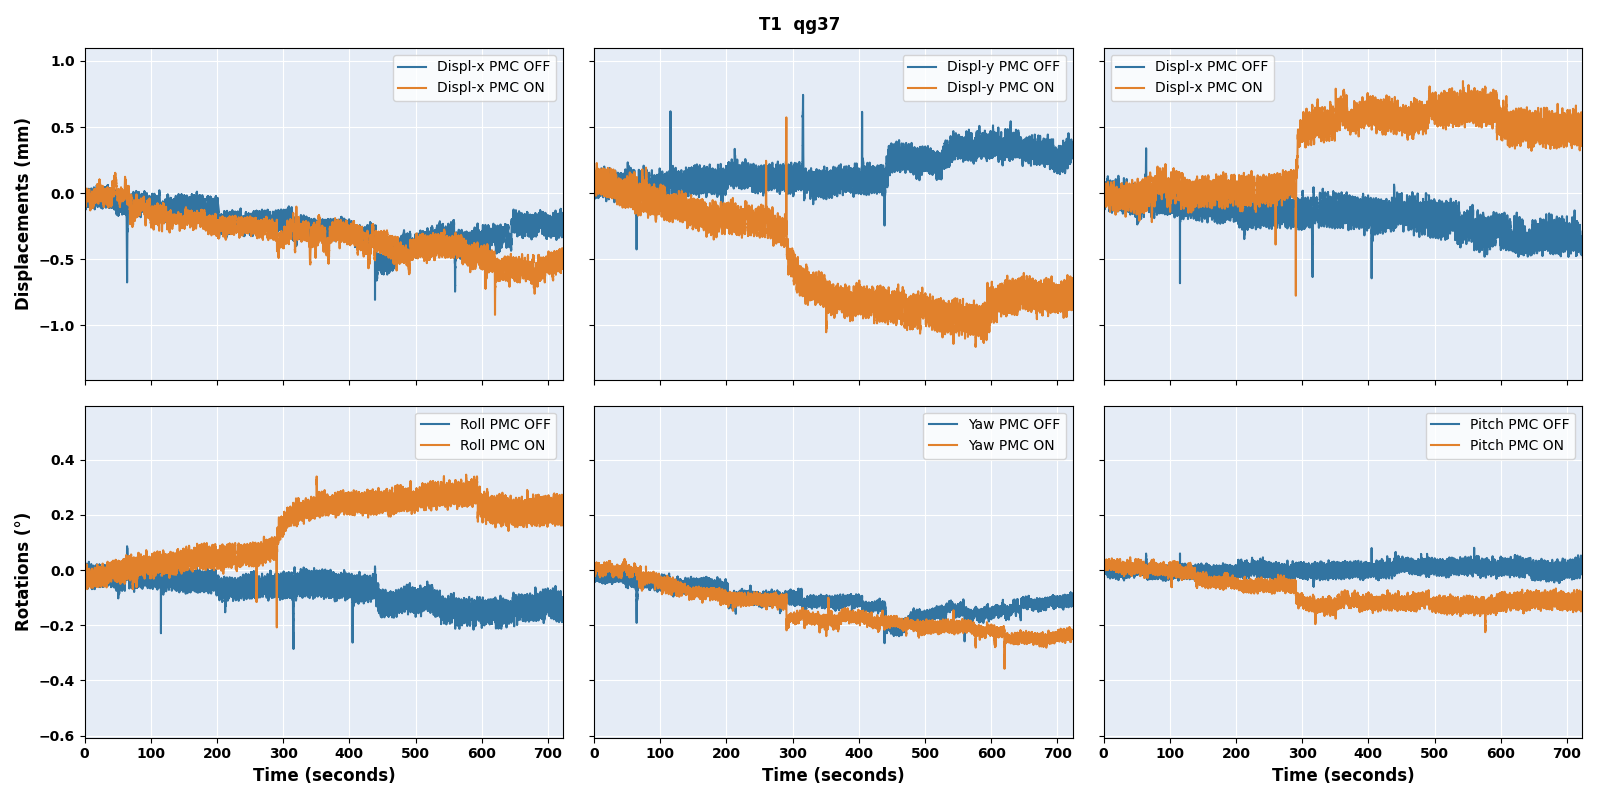 T1 qg37
Displacements (mm)
1.0
0.5
0.0
−0.5
−1.0
Displ-x PMC OFF
Displ-x PMC ON
Displ-y PMC OFF
Displ-y PMC ON
Displ-x PMC OFF
Displ-x PMC ON
Rotations (°)
0.4
0.2
0.0
−0.2
−0.4
−0.6
Roll PMC OFF
Roll PMC ON
Yaw PMC OFF
Yaw PMC ON
Pitch PMC OFF
Pitch PMC ON
0 100 200 300 400 500 600 700
0 100 200 300 400 500 600 700
0 100 200 300 400 500 600 700
Time (seconds)
Time (seconds)
Time (seconds)